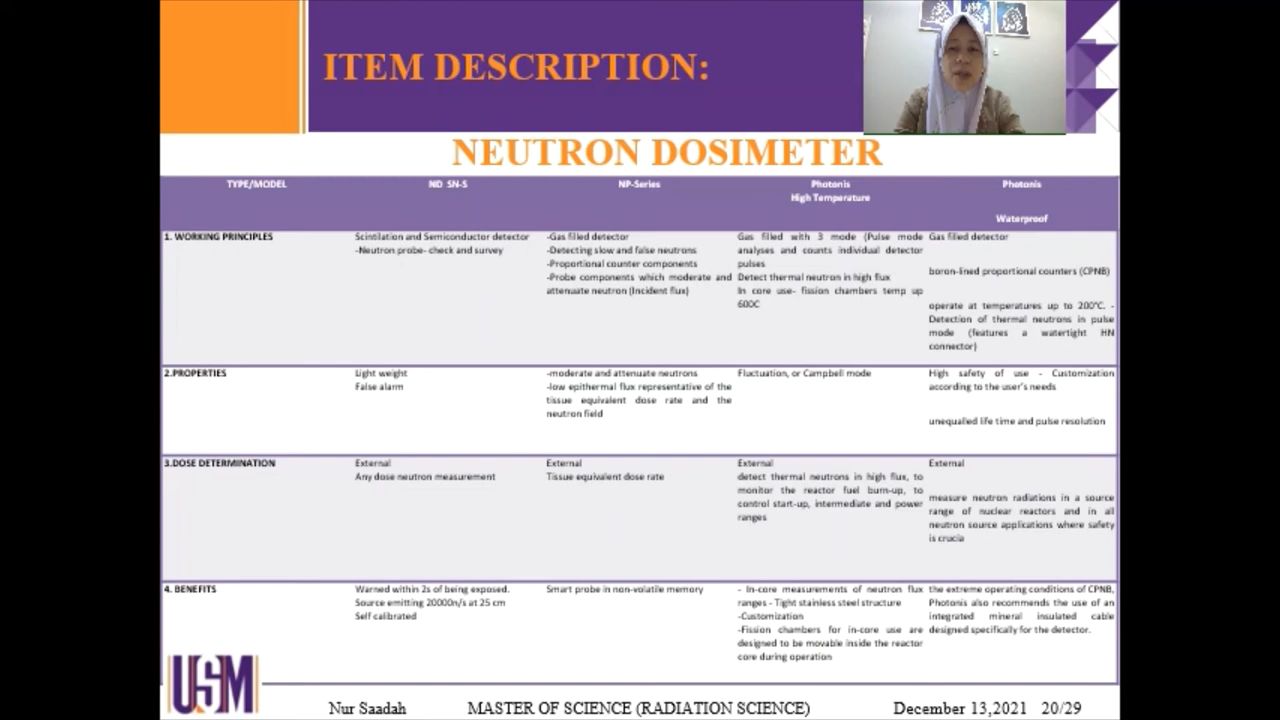 ITEM DESCRIPTION:
NEUTRON DOSIMETER
TYPE/MODEL
ND SN-S
NP-Series
Photonis
High Temperature
Photonis
Waterproof
1. WORKING PRINCIPLES
Scintilation and Semiconductor detector
-Neutron probe- check and survey
-Gas filled detector
-Detecting slow and false neutrons
-Proportional counter components
-Probe components which moderate and
attenuate neutron (Incident flux)
Gas filled with 3 mode (Pulse mode
analyses and counts individual detector
pulses
Detect thermal neutron in high flux
In core use- fission chambers temp up
600C
Gas filled detector
boron-lined proportional counters (CPNB)
operate at temperatures up to 200°C. -
Detection of thermal neutrons in pulse
mode (features a watertight HN
connector)
2.PROPERTIES
Light weight
False alarm
-moderate and attenuate neutrons
-low epithermal flux representative of the
tissue equivalent dose rate and the
neutron field
Fluctuation, or Campbell mode
High safety of use - Customization
according to the user's needs
unequalled life time and pulse resolution
3.DOSE DETERMINATION
External
Any dose neutron measurement
External
Tissue equivalent dose rate
External
detect thermal neutrons in high flux, to
monitor the reactor fuel burn-up, to
control start-up, intermediate and power
ranges
External
measure neutron radiations in a source
range of nuclear reactors and in all
neutron source applications where safety
is crucia
4. BENEFITS
Warned within 2s of being exposed.
Source emitting 20000n/s at 25 cm
Self calibrated
Smart probe in non-volatile memory
- In-core measurements of neutron flux
ranges - Tight stainless steel structure
-Customization
-Fission chambers for in-core use are
designed to be movable inside the reactor
core during operation
the extreme operating conditions of CPNB,
Photonis also recommends the use of an
integrated mineral insulated cable
designed specifically for the detector.
USM
Nur Saadah
MASTER OF SCIENCE (RADIATION SCIENCE)
December 13,2021 20/29